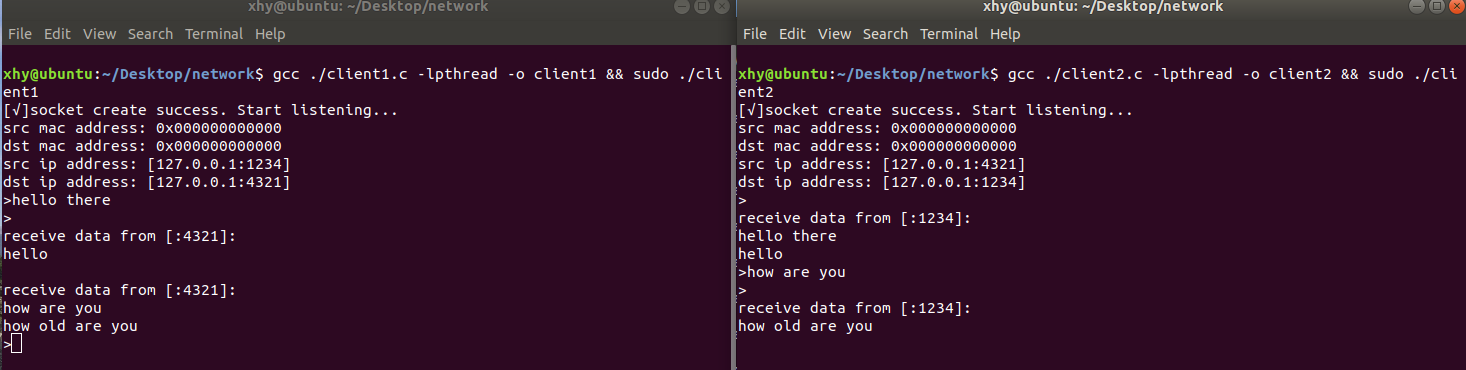 xhy@ubuntu: ~/Desktop/network
File Edit View Search Terminal Help
xhy@ubuntu:~/Desktop/network$ gcc ./client1.c -lpthread -o client1 && sudo ./cli
ent1
[√]socket create success. Start listening...
src mac address: 0x000000000000
dst mac address: 0x000000000000
src ip address: [127.0.0.1:1234]
dst ip address: [127.0.0.1:4321]
>hello there
>
receive data from [:4321]:
hello
receive data from [:4321]:
how are you
how old are you
>
xhy@ubuntu: ~/Desktop/network
File Edit View Search Terminal Help
xhy@ubuntu:~/Desktop/network$ gcc ./client2.c -lpthread -o client2 && sudo ./cli
ent2
[√]socket create success. Start listening...
src mac address: 0x000000000000
dst mac address: 0x000000000000
src ip address: [127.0.0.1:4321]
dst ip address: [127.0.0.1:1234]
>
receive data from [:1234]:
hello there
hello
>how are you
>
receive data from [:1234]:
how old are you